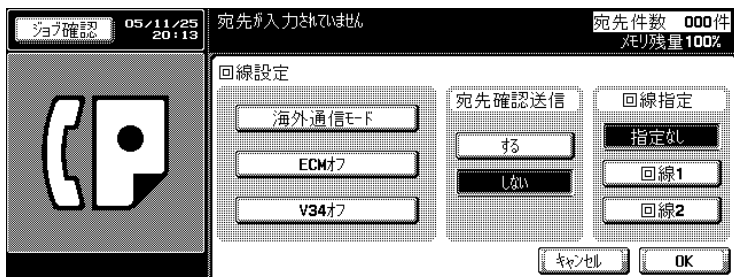 ジョブ確認
05/11/25
20:13
宛先が入力されていません
宛先件数 000件
メモリ残量100%
回線設定
海外通信モード
ECMオフ
V34オフ
宛先確認送信
する
しない
回線指定
指定なし
回線1
回線2
キャンセル
OK